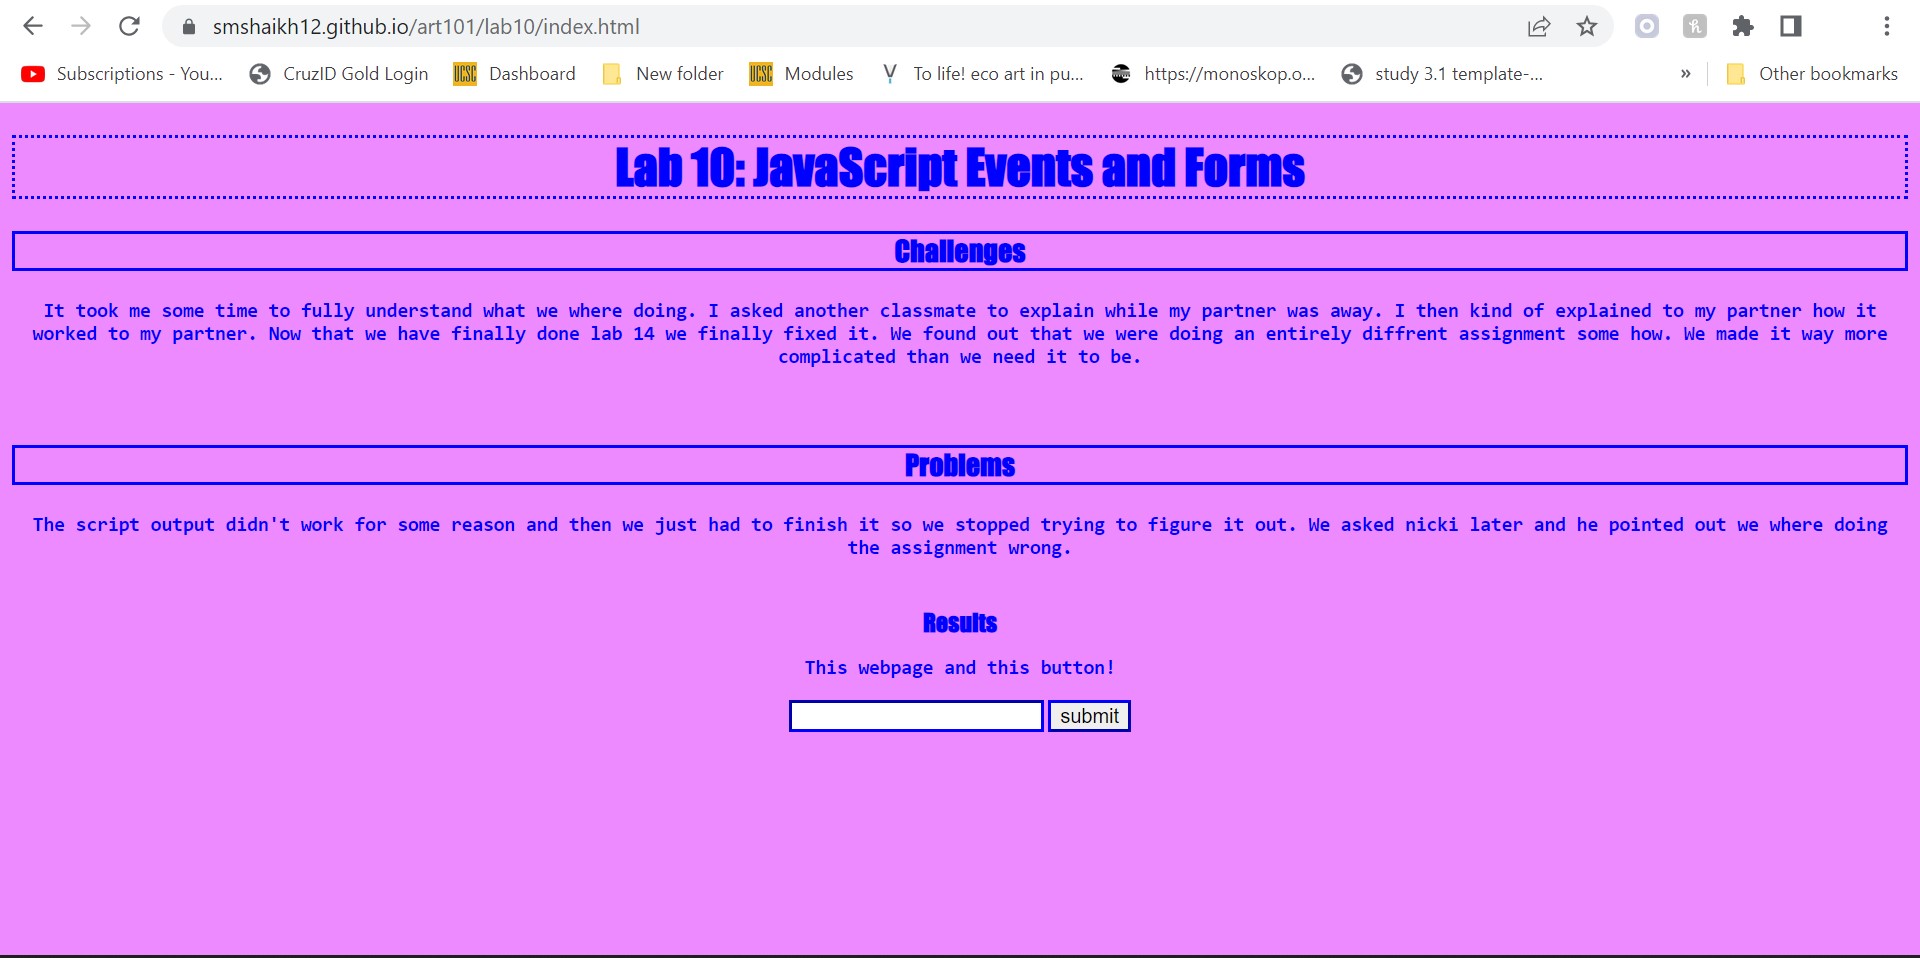 smshaikh12.github.io/art101/lab10/index.html
Subscriptions - You... CruzID Gold Login UCSC Dashboard New folder UCSC Modules To life! eco art in pu... https://monoskop.o... study 3.1 template-... » Other bookmarks
Lab 10: JavaScript Events and Forms
Challenges
It took me some time to fully understand what we where doing. I asked another classmate to explain while my partner was away. I then kind of explained to my partner how it
worked to my partner. Now that we have finally done lab 14 we finally fixed it. We found out that we were doing an entirely diffrent assignment some how. We made it way more
complicated than we need it to be.
Problems
The script output didn't work for some reason and then we just had to finish it so we stopped trying to figure it out. We asked nicki later and he pointed out we where doing
the assignment wrong.
Results
This webpage and this button!
submit